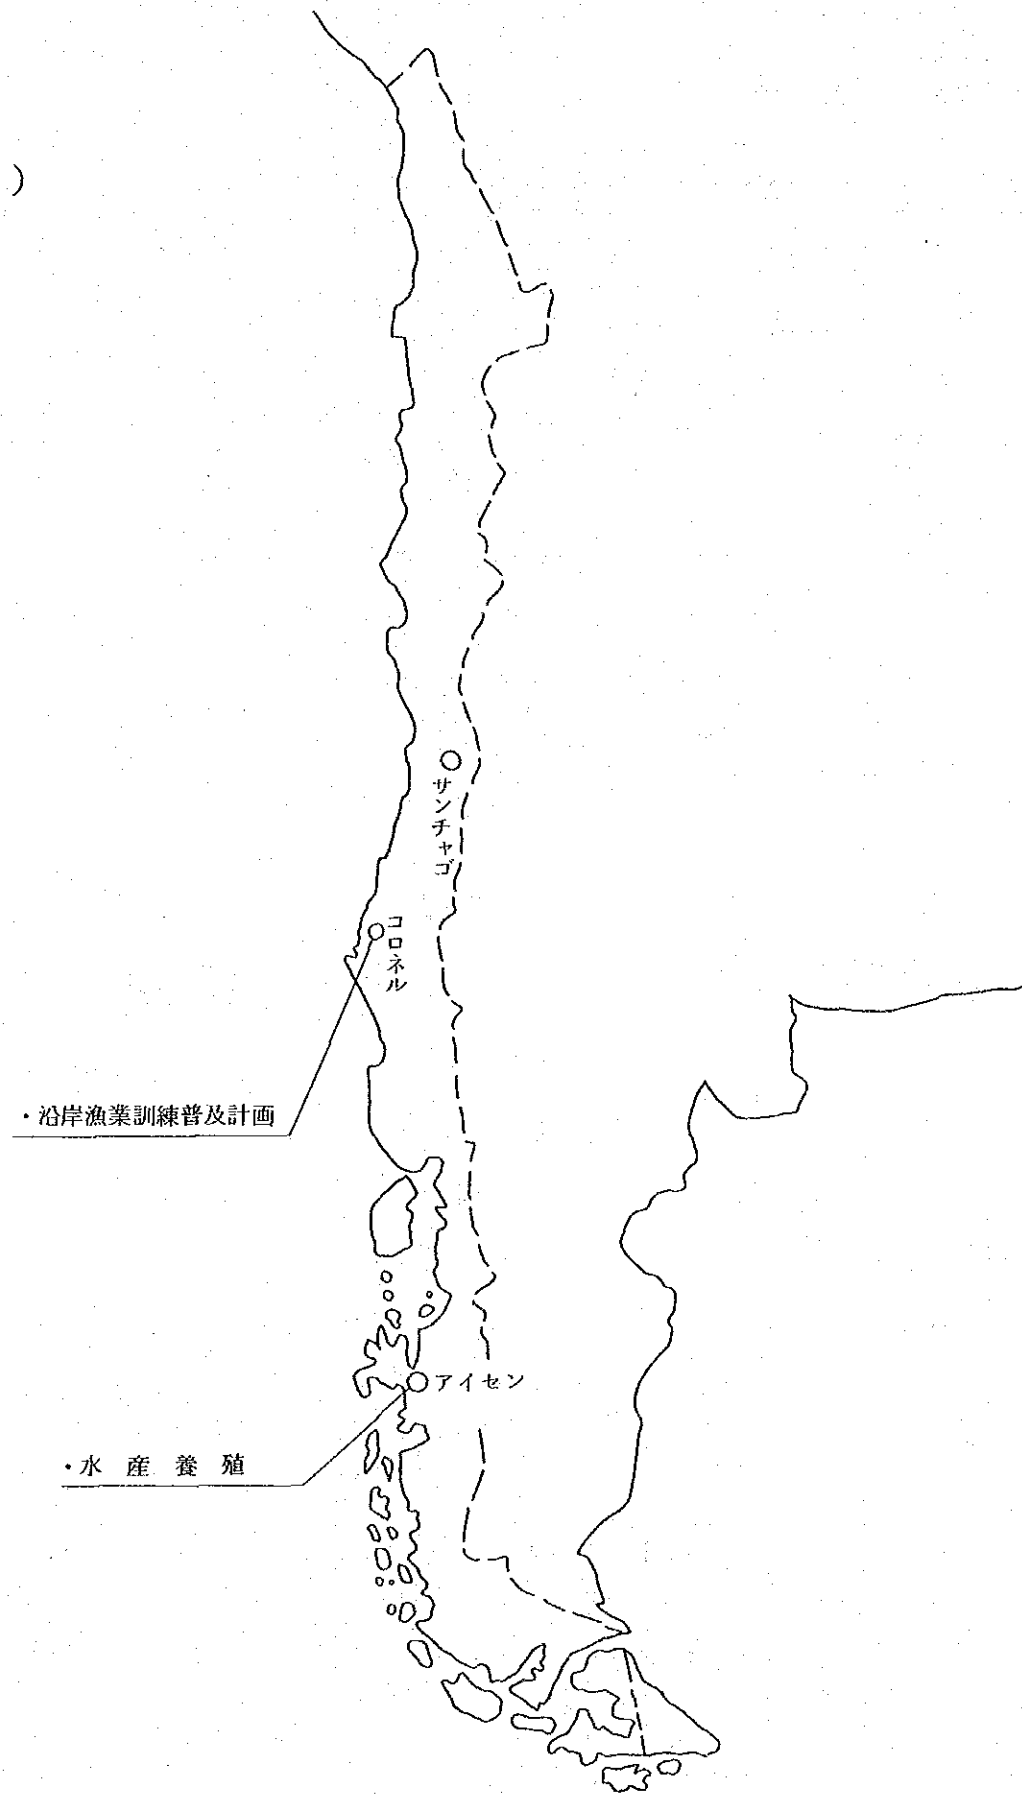 )
サンチャゴ
コロネル
・沿岸漁業訓練普及計画
アイセン
・水産養殖